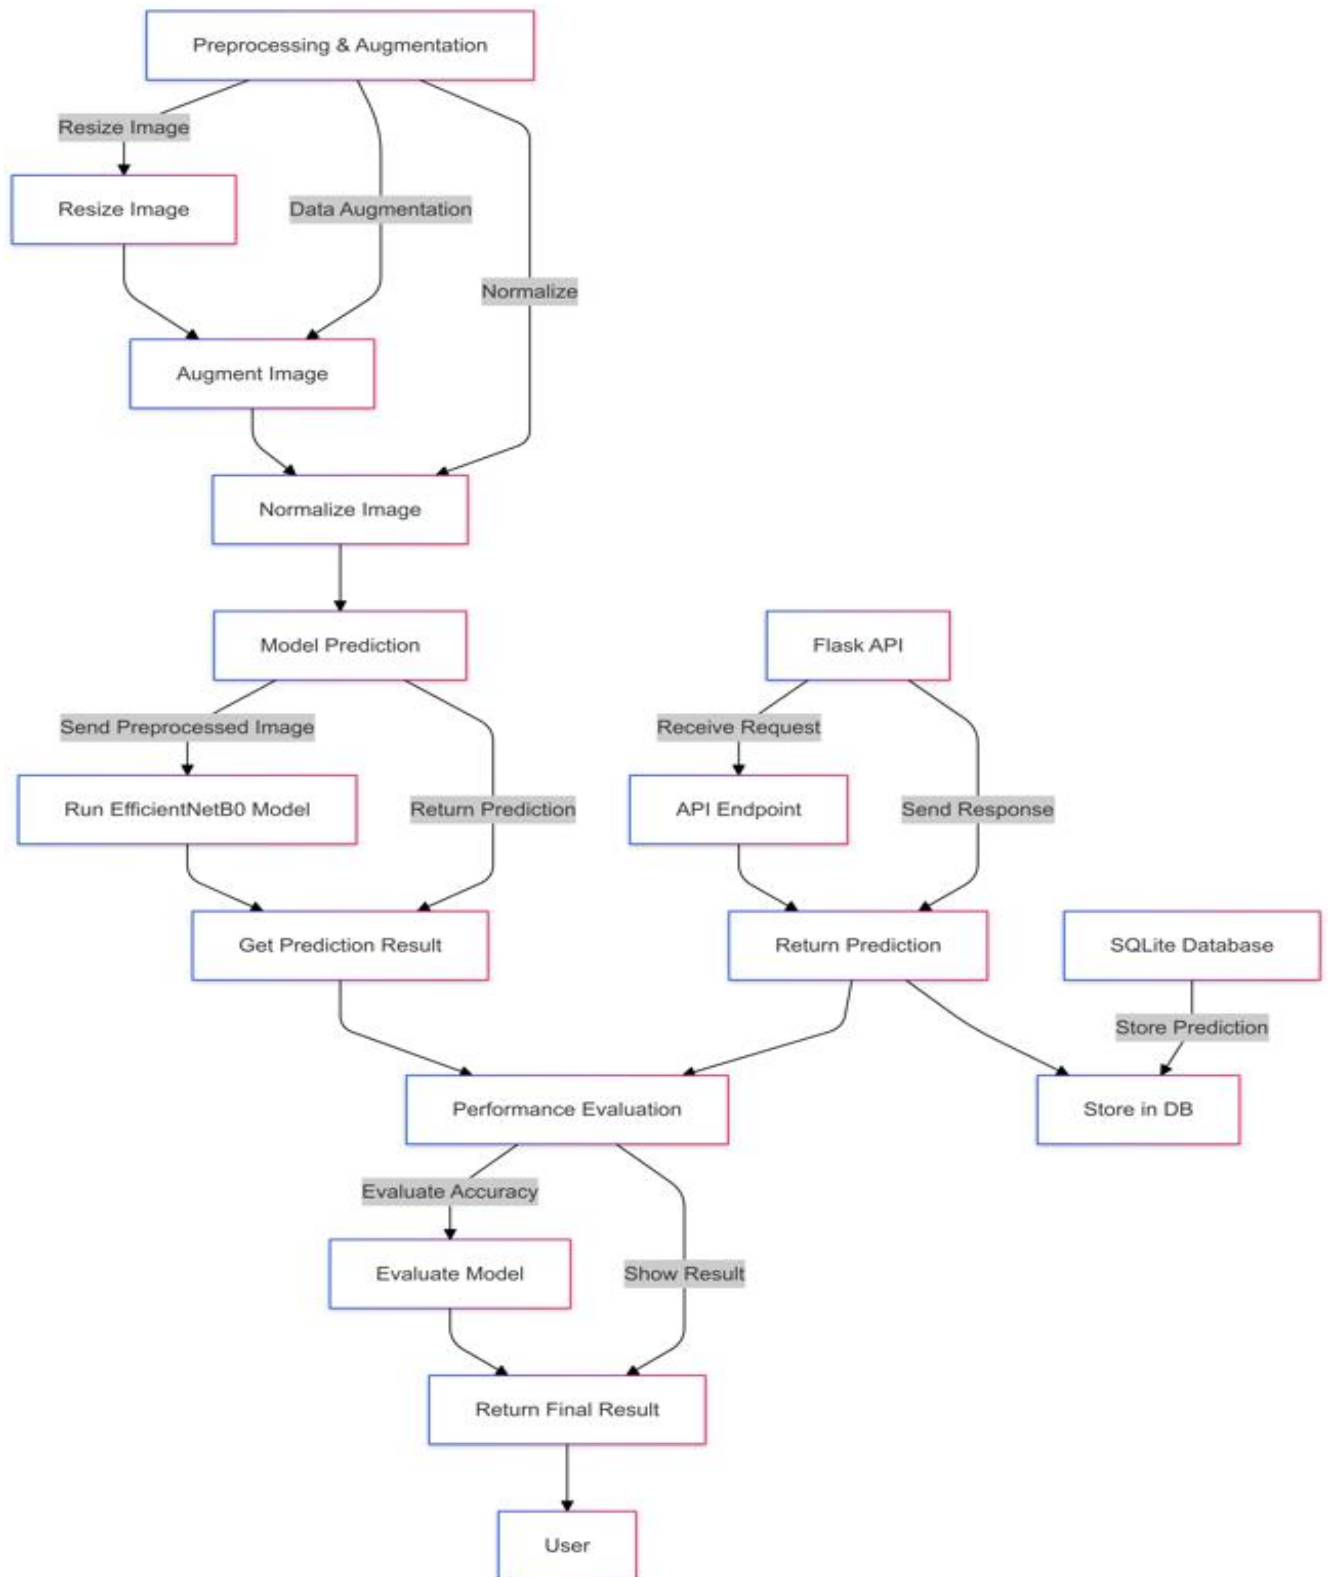 Preprocessing & Augmentation
Resize Image
Resize Image
Data Augmentation
Normalize
Augment Image
Normalize Image
Model Prediction
Flask API
Send Preprocessed Image
Receive Request
Run EfficientNetB0 Model
Return Prediction
API Endpoint
Send Response
Get Prediction Result
Return Prediction
SQLite Database
Store Prediction
Performance Evaluation
Store in DB
Evaluate Accuracy
Evaluate Model
Show Result
Return Final Result
User